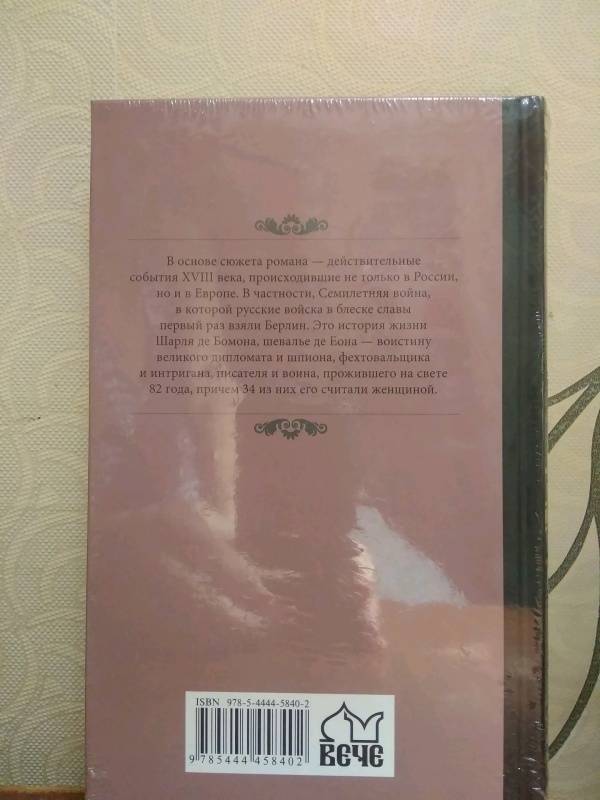 В основе сюжета романа — действительные
события XVIII века, происходившие не только в России,
но и в Европе. В частности, Семилетняя война,
в которой русские войска в блеске славы
первый раз взяли Берлин. Это история жизни
Шарля де Бомона, шевалье де Еона — воистину
великого дипломата и шпиона, фехтовальщика
и интригана, писателя и воина, прожившего на свете
82 года, причем 34 из них его считали женщиной.
ISBN 978-5-4444-5840-2
9 785444 458402
ВЕЧЕ